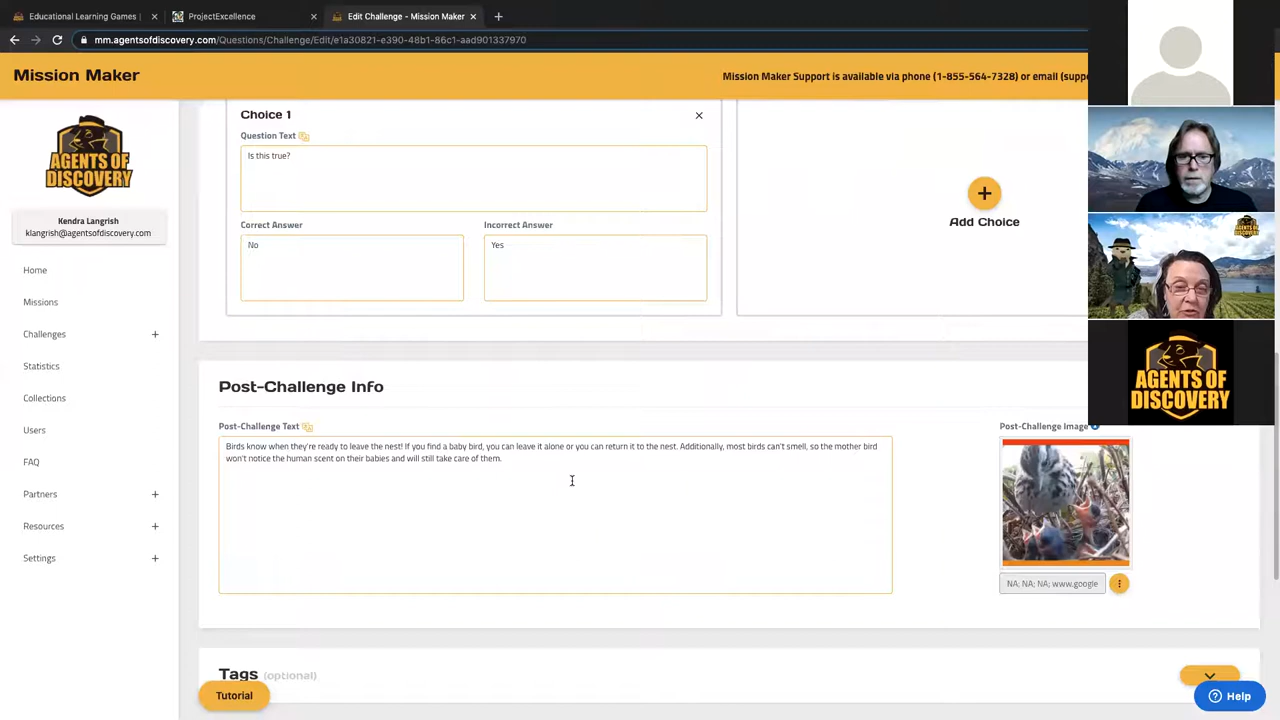 Educational Learning Games |
ProjectExcellence
Edit Challenge - Mission Maker
mm.agentsofdiscovery.com/Questions/Challenge/Edit/e1a30821-e390-48b1-86c1-aad901337970
Mission Maker
Mission Maker Support is available via phone (1-855-564-7328) or email (suppo
AGENTS OF
DISCOVERY
Kendra Langrish
klangrish@agentsofdiscovery.com
Home
Missions
Challenges
Statistics
Collections
Users
FAQ
Partners
Resources
Settings
Choice 1
Question Text
Is this true?
Correct Answer
Incorrect Answer
No
Yes
Add Choice
Post-Challenge Info
Post-Challenge Text
Birds know when they're ready to leave the nest! If you find a baby bird, you can leave it alone or you can return it to the nest. Additionally, most birds can't smell, so the mother bird
won't notice the human scent on their babies and will still take care of them.
Post-Challenge Image
NA; NA; NA; www.google
Tags (optional)
Tutorial
Help
AGENTS OF
DISCOVERY